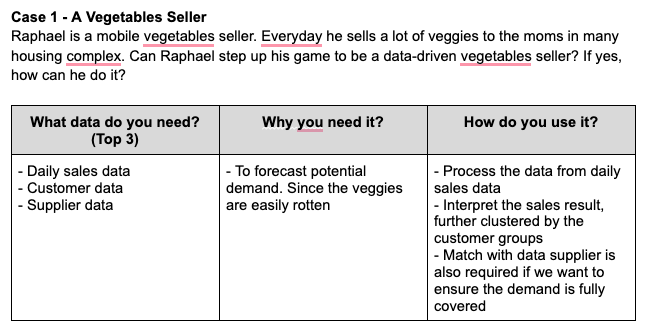 Case 1 - A Vegetables Seller
Raphael is a mobile vegetables seller. Everyday he sells a lot of veggies to the moms in many
housing complex. Can Raphael step up his game to be a data-driven vegetables seller? If yes,
how can he do it?
What data do you need?
(Top 3)
Why you need it?
How do you use it?
- Daily sales data
- Customer data
- Supplier data
- To forecast potential
demand. Since the veggies
are easily rotten
- Process the data from daily
sales data
- Interpret the sales result,
further clustered by the
customer groups
- Match with data supplier is
also required if we want to
ensure the demand is fully
covered